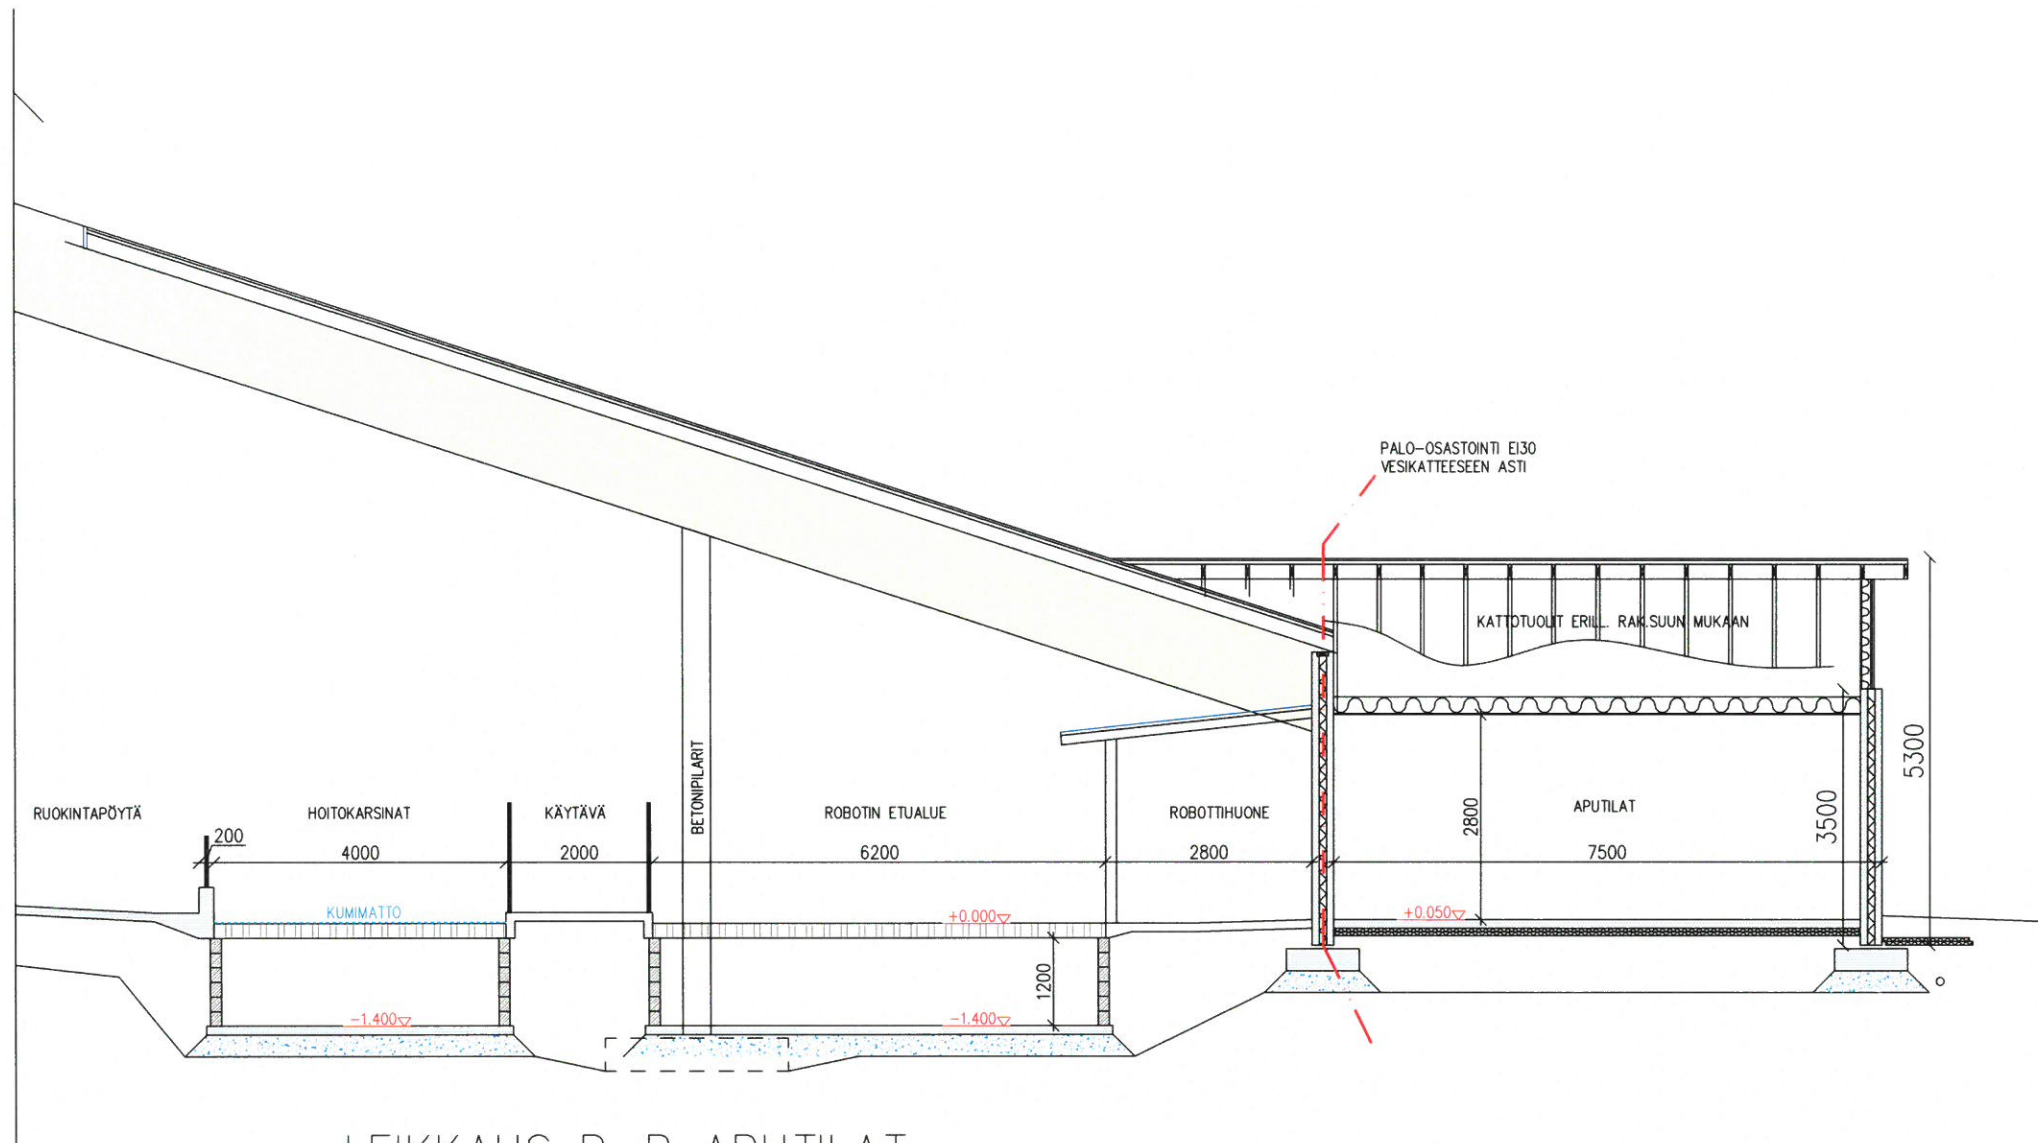 PALO-OSASTOINTI EI30
VESIKATTEESEEN ASTI
KATTOTUOLIT ERILL. RAK.SUUN MUKAAN
5300
3500
2800
BETONIPILARIT
RUOKINTAPÖYTÄ
HOITOKARSINAT
KÄYTÄVÄ
ROBOTIN ETUALUE
ROBOTTIHUONE
APUTILAT
200
4000
2000
6200
2800
7500
KUMIMATTO
+0.000
+0.050
1200
-1.400
-1.400
APUTILAT